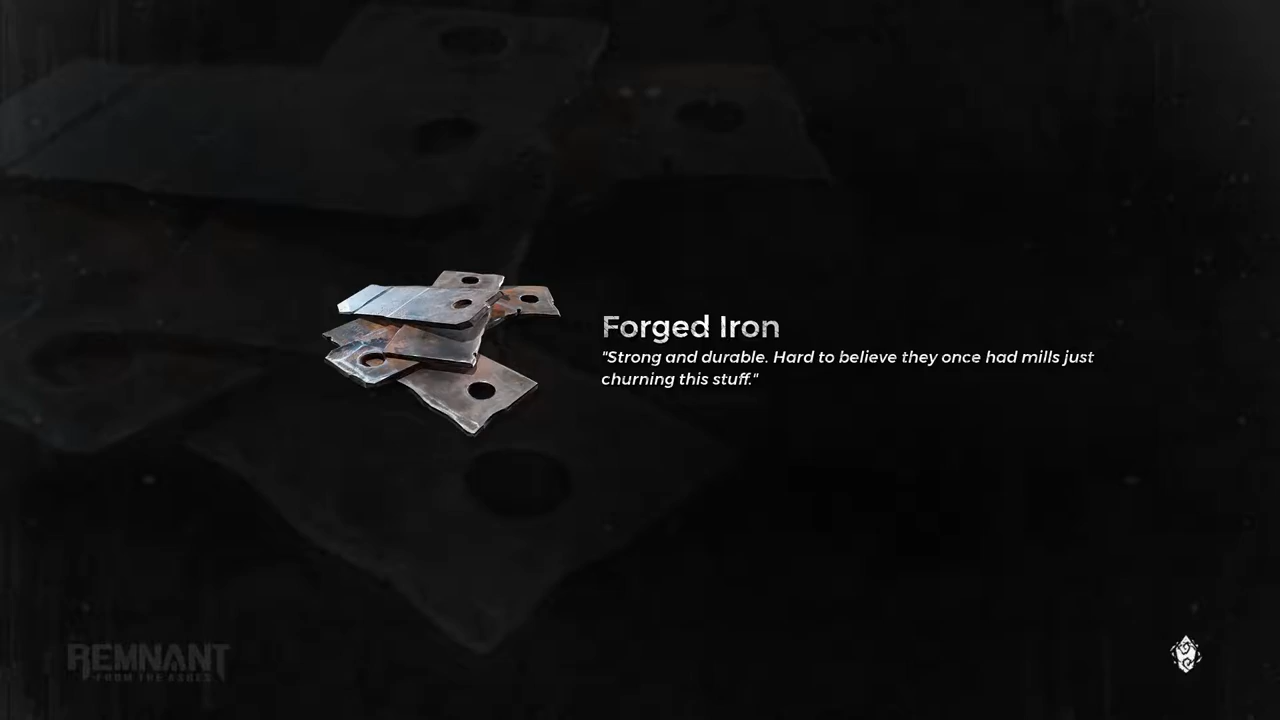 Forged Iron
"Strong and durable. Hard to believe they once had mills just
churning this stuff."
REMNANT
FROM THE ASHES